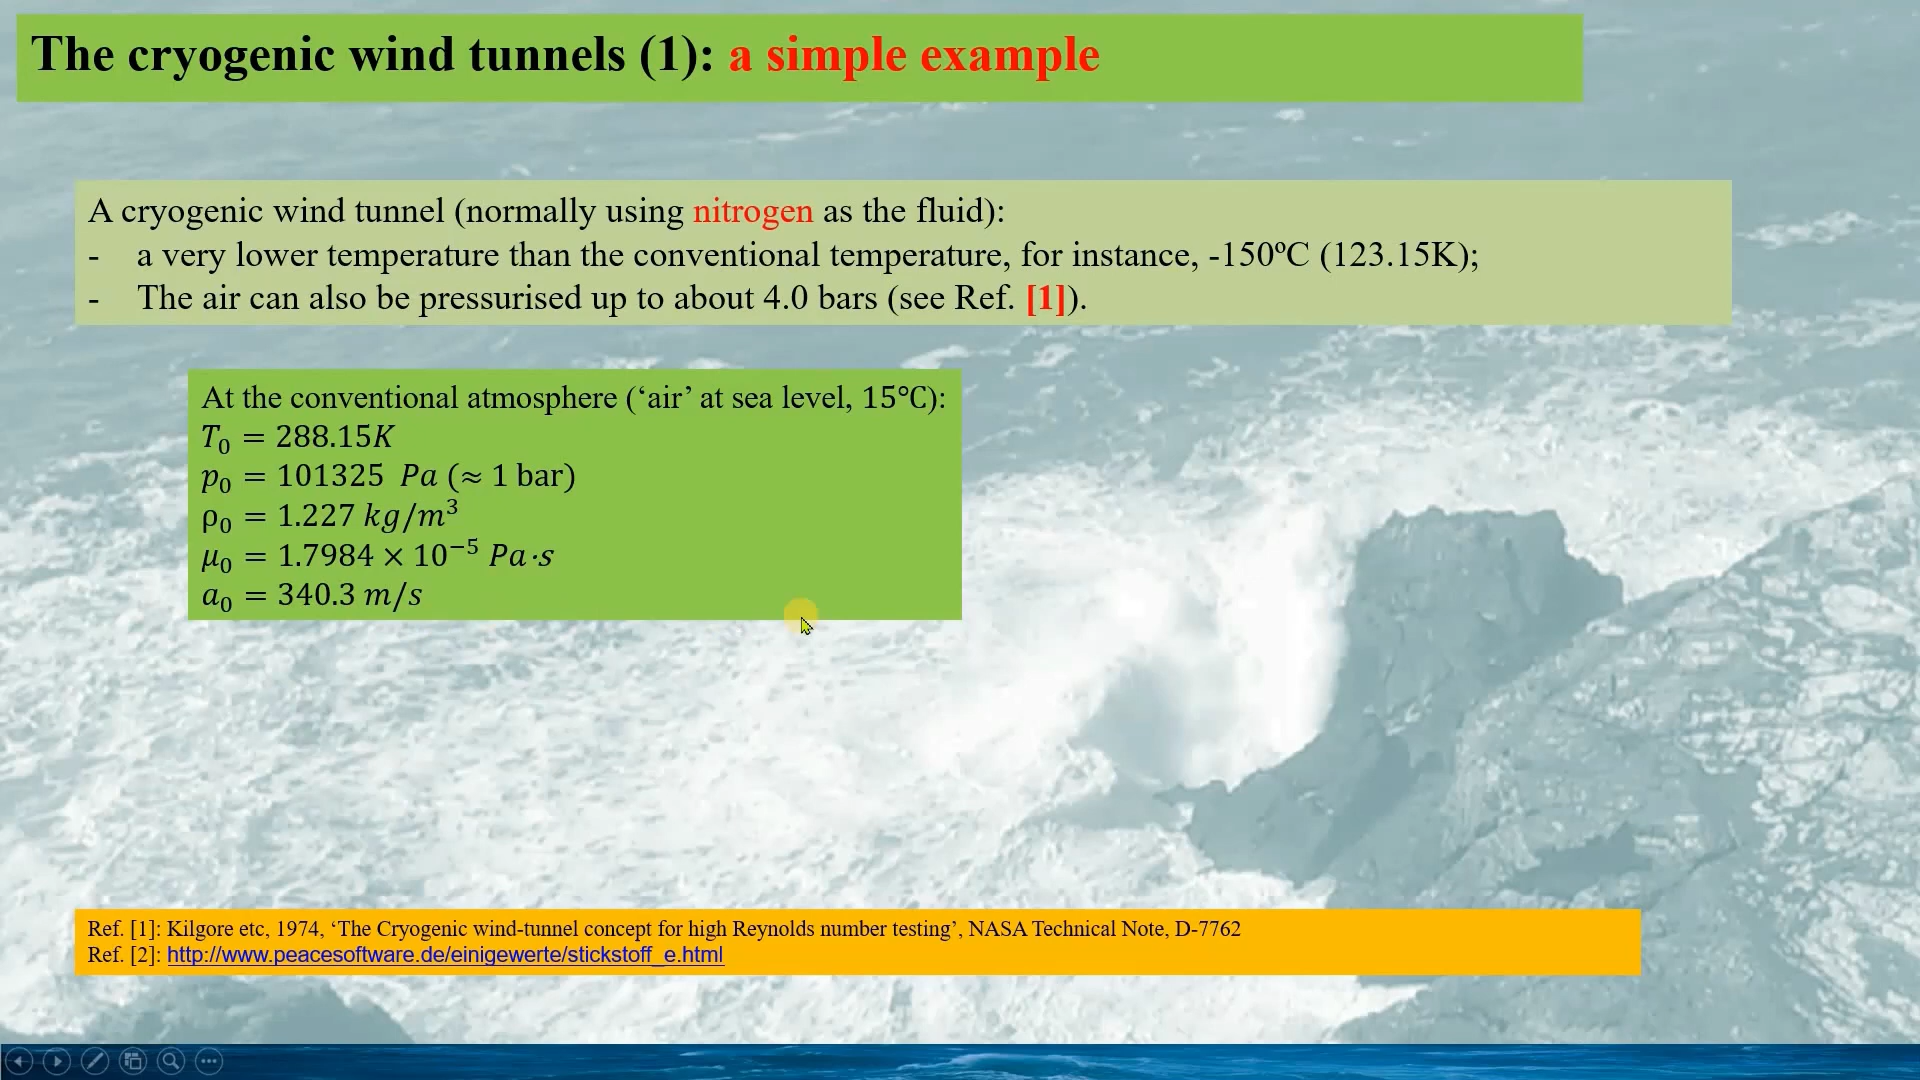 The cryogenic wind tunnels (1): a simple example
A cryogenic wind tunnel (normally using nitrogen as the fluid):
- a very lower temperature than the conventional temperature, for instance, -150ºC (123.15K);
- The air can also be pressurised up to about 4.0 bars (see Ref. [1]).
At the conventional atmosphere (‘air’ at sea level, 15℃):
T₀ = 288.15K
p₀ = 101325 Pa (≈ 1 bar)
ρ₀ = 1.227 kg/m³
μ₀ = 1.7984 × 10⁻⁵ Pa·s
a₀ = 340.3 m/s
Ref. [1]: Kilgore etc, 1974, ‘The Cryogenic wind-tunnel concept for high Reynolds number testing’, NASA Technical Note, D-7762
Ref. [2]: http://www.peacesoftware.de/einigewerte/stickstoff_e.html